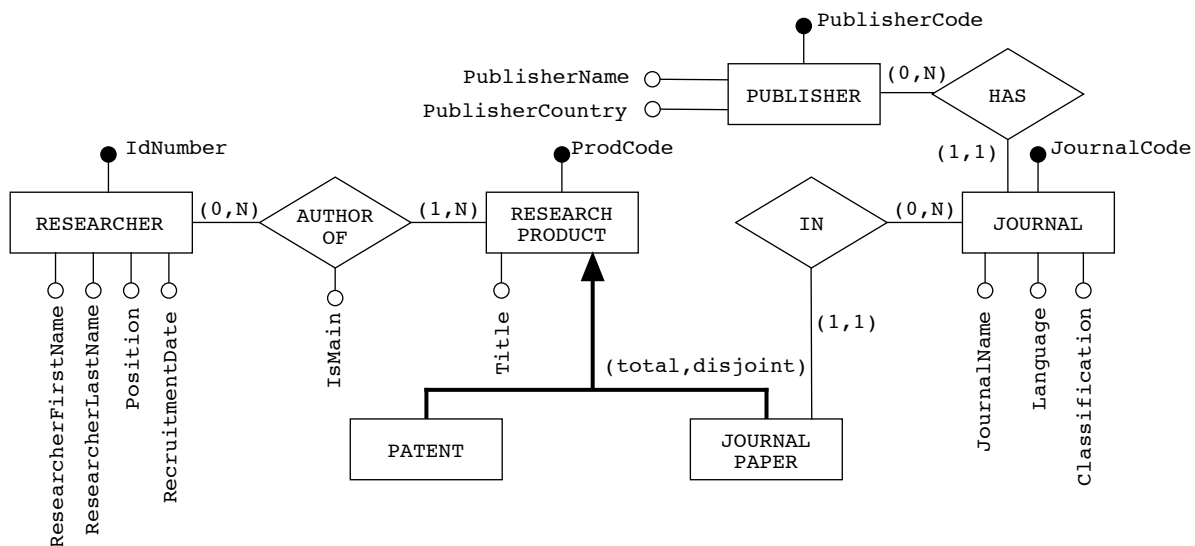 PublisherCode
PublisherName
(0,N)
PUBLISHER
HAS
PublisherCountry
IdNumber
ProdCode
(1,1)
JournalCode
RESEARCHER
(0,N)
AUTHOR
OF
(1,N)
RESEARCH
PRODUCT
IN
(0,N)
JOURNAL
ResearcherFirstName
ResearcherLastName
Position
RecruitmentDate
IsMain
Title
(1,1)
JournalName
Language
Classification
(total,disjoint)
PATENT
JOURNAL
PAPER